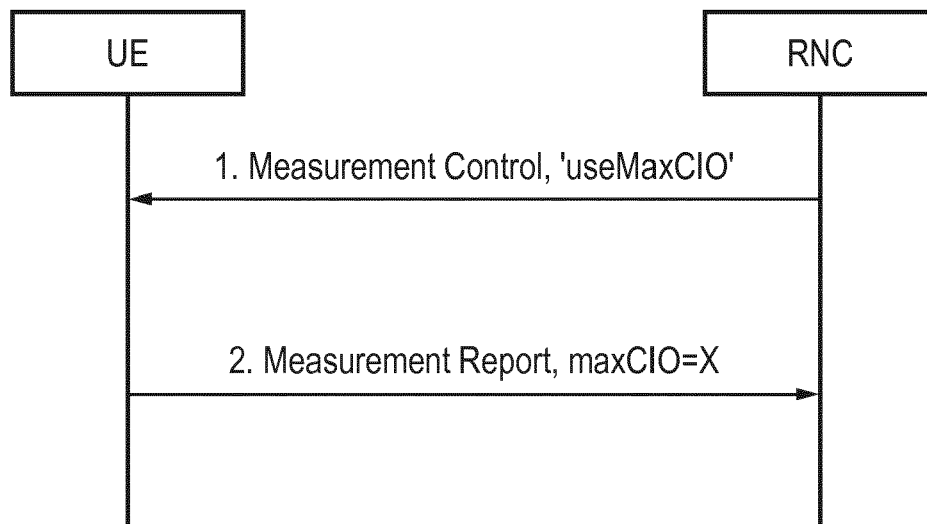 UE
RNC
1. Measurement Control, 'useMaxCIO'
2. Measurement Report, maxCIO=X